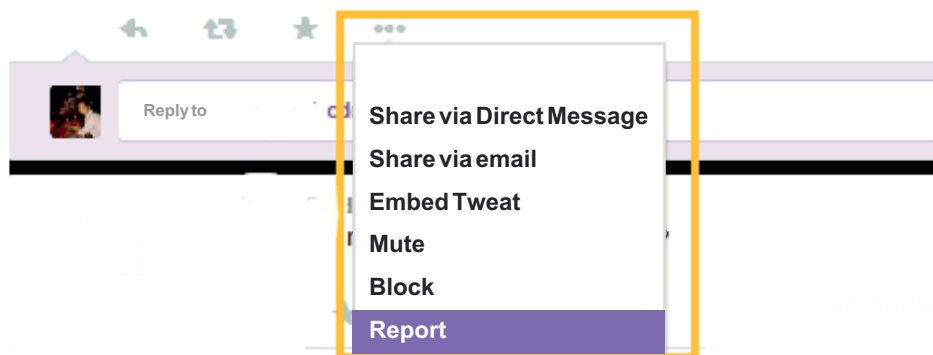 Reply to
Share via Direct Message
Share via email
Embed Tweat
Mute
Block
Report